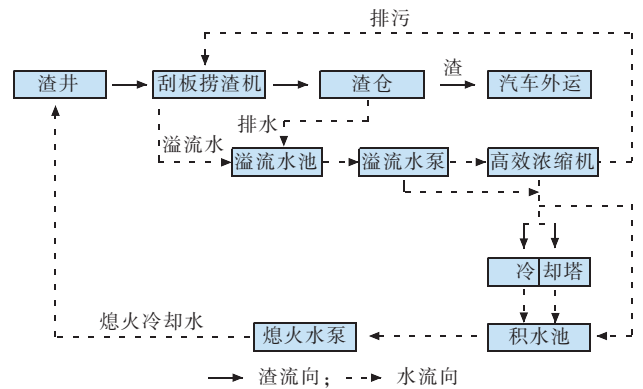 排污
渣井
刮板捞渣机
渣仓
渣
汽车外运
排水
溢流水
溢流水池
溢流水泵
高效浓缩机
冷却塔
熄火冷却水
熄火水泵
积水池
渣流向；
水流向